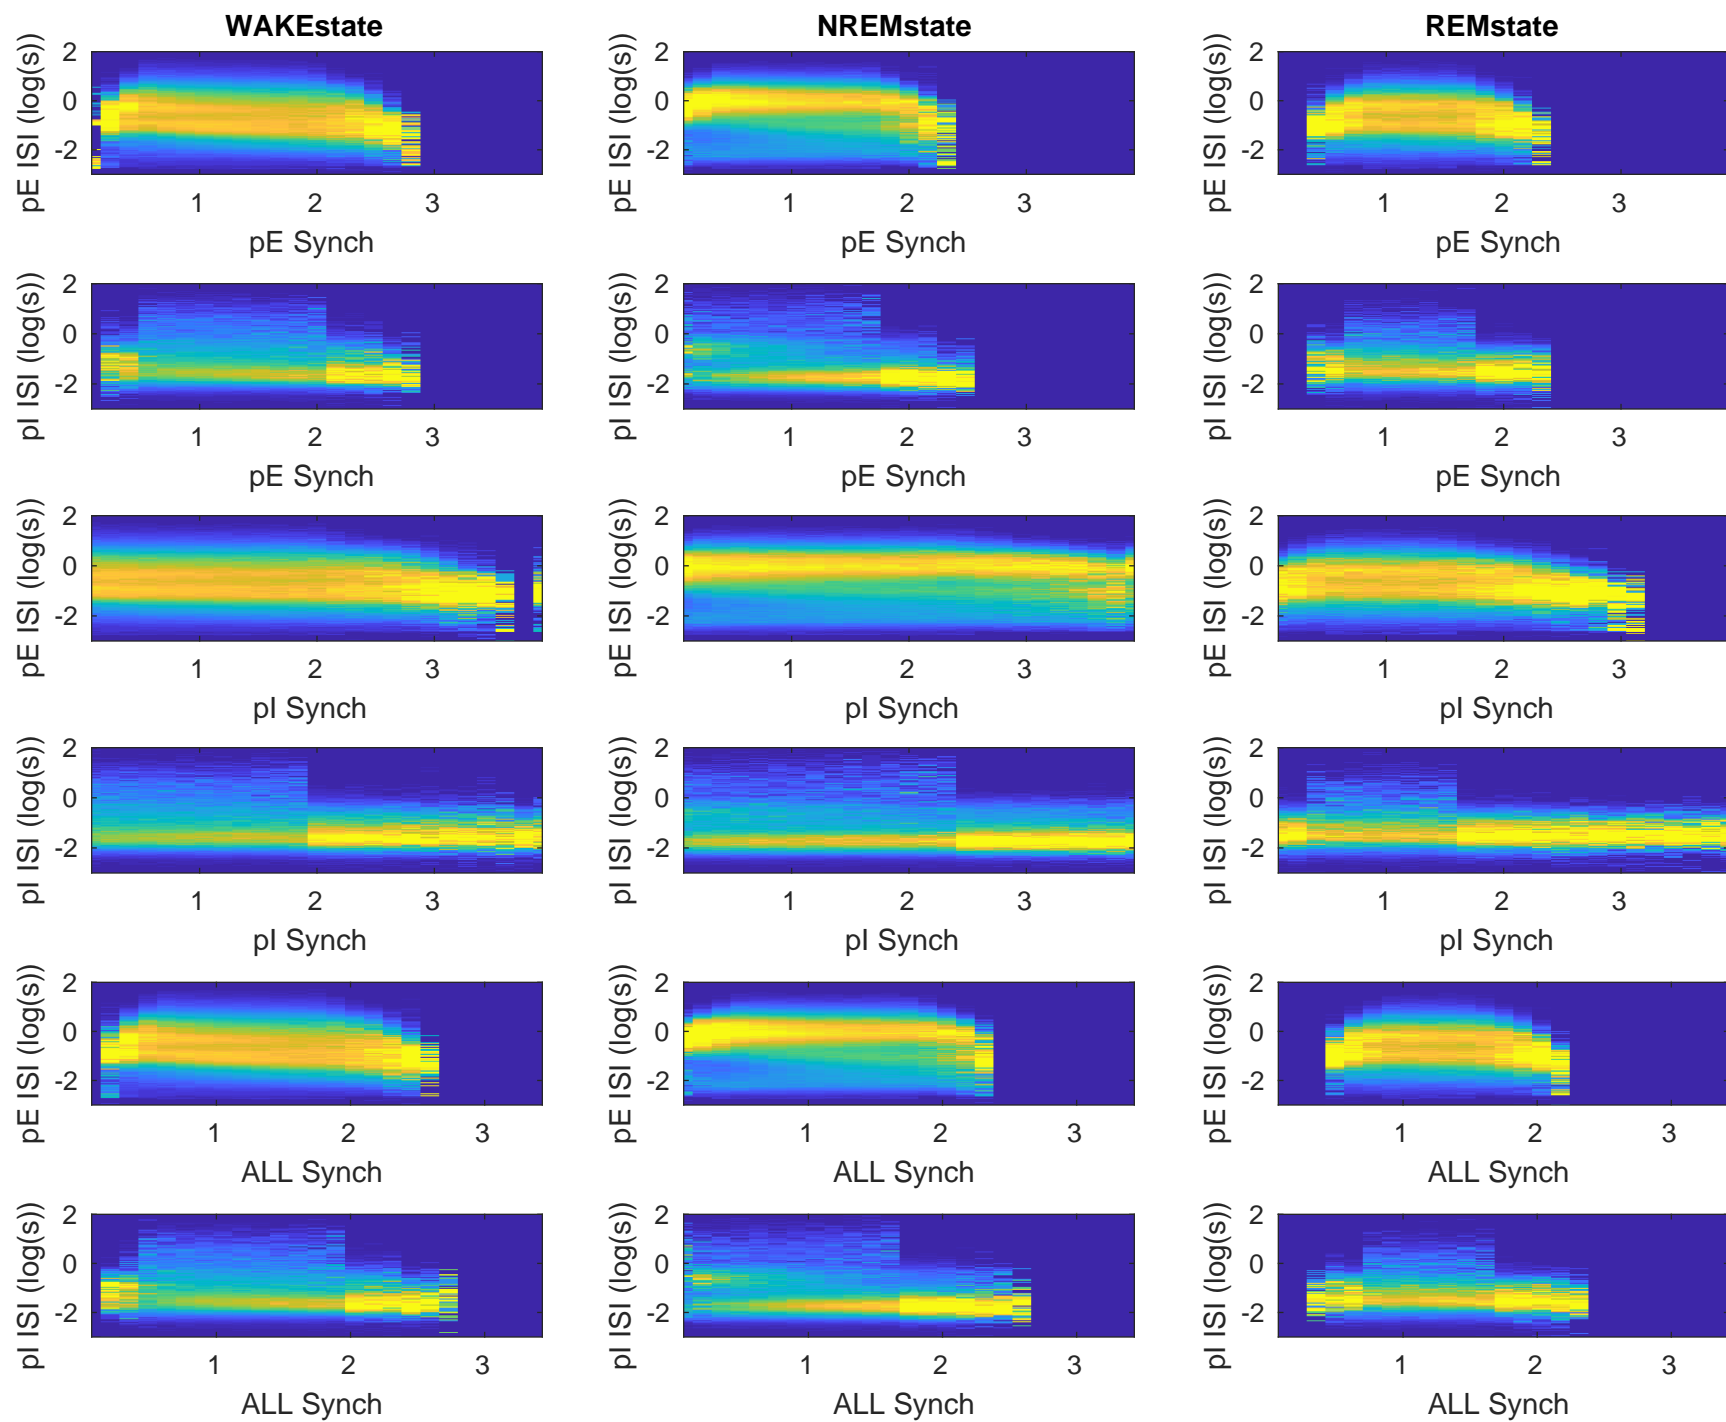 WAKEstate NREMstate REMstate
pE ISI (log(s)) 2 0 -2 pE ISI (log(s)) 2 0 -2 pE ISI (log(s)) 2 0 -2
1 2 3 1 2 3 1 2 3
pE Synch pE Synch pE Synch
pI ISI (log(s)) 2 0 -2 pI ISI (log(s)) 2 0 -2 pI ISI (log(s)) 2 0 -2
1 2 3 1 2 3 1 2 3
pE Synch pE Synch pE Synch
pE ISI (log(s)) 2 0 -2 pE ISI (log(s)) 2 0 -2 pE ISI (log(s)) 2 0 -2
1 2 3 1 2 3 1 2 3
pI Synch pI Synch pI Synch
pI ISI (log(s)) 2 0 -2 pI ISI (log(s)) 2 0 -2 pI ISI (log(s)) 2 0 -2
1 2 3 1 2 3 1 2 3
pI Synch pI Synch pI Synch
pE ISI (log(s)) 2 0 -2 pE ISI (log(s)) 2 0 -2 pE ISI (log(s)) 2 0 -2
1 2 3 1 2 3 1 2 3
ALL Synch ALL Synch ALL Synch
pI ISI (log(s)) 2 0 -2 pI ISI (log(s)) 2 0 -2 pI ISI (log(s)) 2 0 -2
1 2 3 1 2 3 1 2 3
ALL Synch ALL Synch ALL Synch